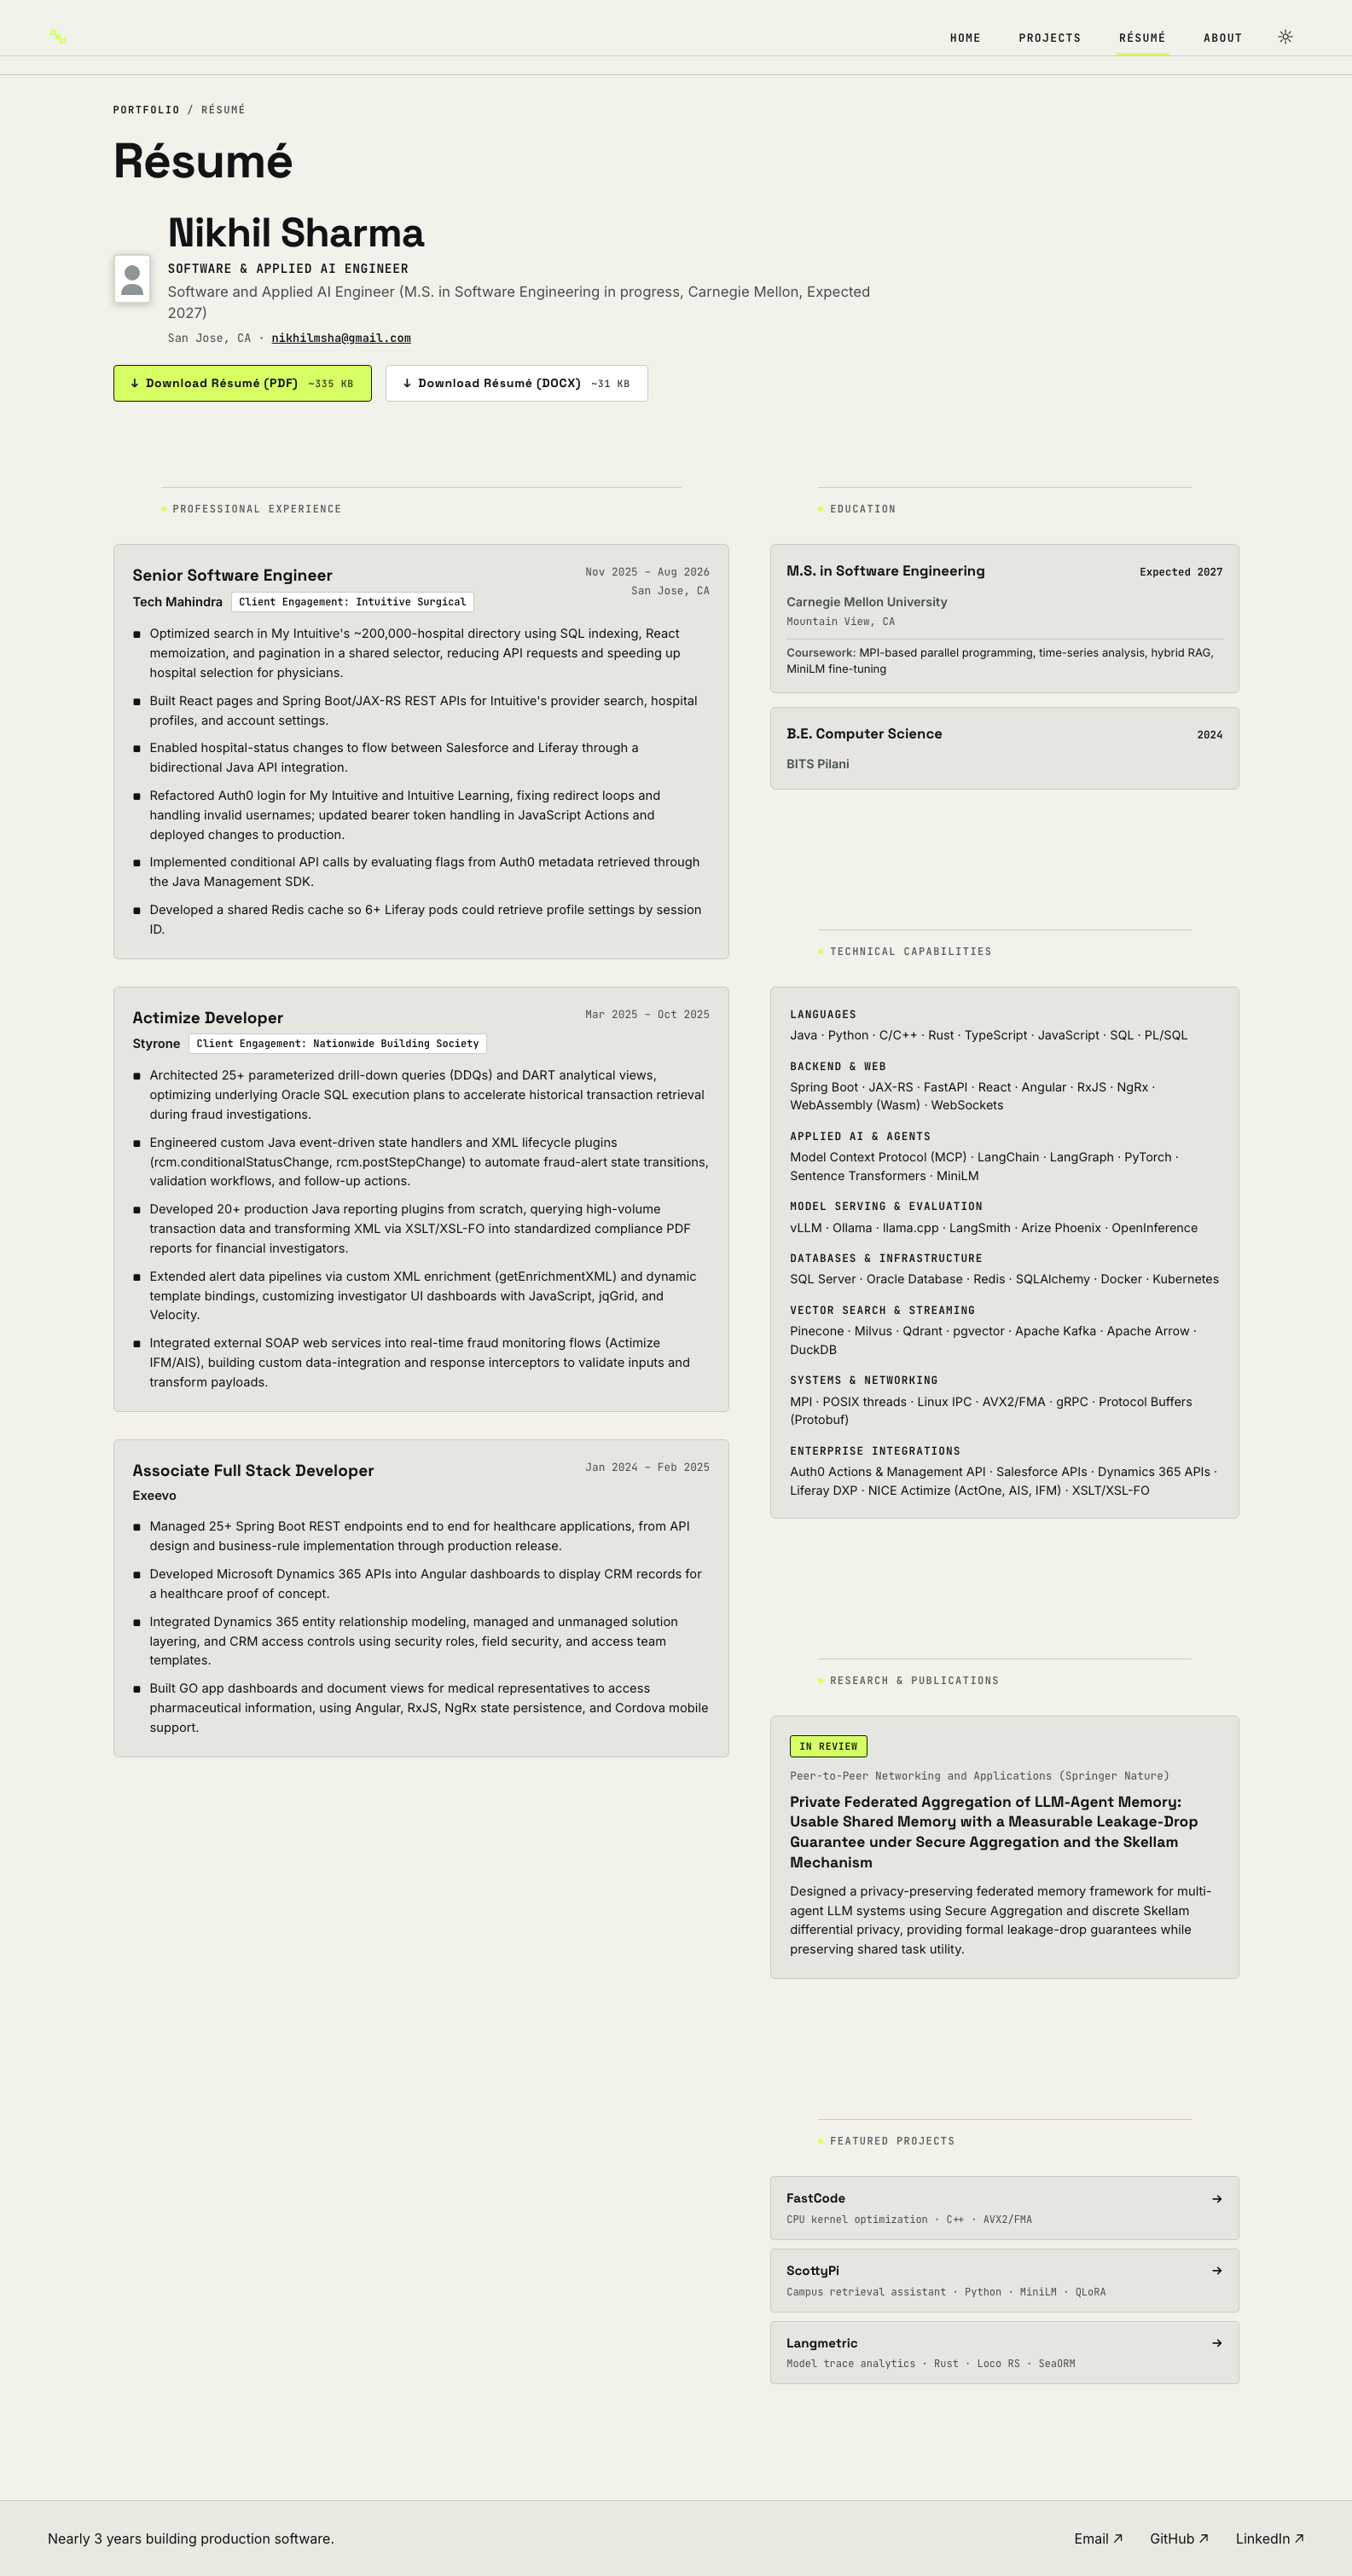 HOME PROJECTS RÉSUMÉ ABOUT
PORTFOLIO / RÉSUMÉ
Résumé
Nikhil Sharma
SOFTWARE & APPLIED AI ENGINEER
Software and Applied AI Engineer (M.S. in Software Engineering in progress, Carnegie Mellon, Expected
2027)
San Jose, CA · nikhilmsha@gmail.com
↓ Download Résumé (PDF) ~335 KB
↓ Download Résumé (DOCX) ~31 KB
PROFESSIONAL EXPERIENCE
Senior Software Engineer
Nov 2025 – Aug 2026
San Jose, CA
Tech Mahindra Client Engagement: Intuitive Surgical
Optimized search in My Intuitive's ~200,000-hospital directory using SQL indexing, React
memoization, and pagination in a shared selector, reducing API requests and speeding up
hospital selection for physicians.
Built React pages and Spring Boot/JAX-RS REST APIs for Intuitive's provider search, hospital
profiles, and account settings.
Enabled hospital-status changes to flow between Salesforce and Liferay through a
bidirectional Java API integration.
Refactored Auth0 login for My Intuitive and Intuitive Learning, fixing redirect loops and
handling invalid usernames; updated bearer token handling in JavaScript Actions and
deployed changes to production.
Implemented conditional API calls by evaluating flags from Auth0 metadata retrieved through
the Java Management SDK.
Developed a shared Redis cache so 6+ Liferay pods could retrieve profile settings by session
ID.
Actimize Developer
Mar 2025 – Oct 2025
Styrone Client Engagement: Nationwide Building Society
Architected 25+ parameterized drill-down queries (DDQs) and DART analytical views,
optimizing underlying Oracle SQL execution plans to accelerate historical transaction retrieval
during fraud investigations.
Engineered custom Java event-driven state handlers and XML lifecycle plugins
(rcm.conditionalStatusChange, rcm.postStepChange) to automate fraud-alert state transitions,
validation workflows, and follow-up actions.
Developed 20+ production Java reporting plugins from scratch, querying high-volume
transaction data and transforming XML via XSLT/XSL-FO into standardized compliance PDF
reports for financial investigators.
Extended alert data pipelines via custom XML enrichment (getEnrichmentXML) and dynamic
template bindings, customizing investigator UI dashboards with JavaScript, jqGrid, and
Velocity.
Integrated external SOAP web services into real-time fraud monitoring flows (Actimize
IFM/AIS), building custom data-integration and response interceptors to validate inputs and
transform payloads.
Associate Full Stack Developer
Jan 2024 – Feb 2025
Exeevo
Managed 25+ Spring Boot REST endpoints end to end for healthcare applications, from API
design and business-rule implementation through production release.
Developed Microsoft Dynamics 365 APIs into Angular dashboards to display CRM records for
a healthcare proof of concept.
Integrated Dynamics 365 entity relationship modeling, managed and unmanaged solution
layering, and CRM access controls using security roles, field security, and access team
templates.
Built GO app dashboards and document views for medical representatives to access
pharmaceutical information, using Angular, RxJS, NgRx state persistence, and Cordova mobile
support.
EDUCATION
M.S. in Software Engineering
Expected 2027
Carnegie Mellon University
Mountain View, CA
Coursework: MPI-based parallel programming, time-series analysis, hybrid RAG,
MiniLM fine-tuning
B.E. Computer Science
2024
BITS Pilani
TECHNICAL CAPABILITIES
LANGUAGES
Java · Python · C/C++ · Rust · TypeScript · JavaScript · SQL · PL/SQL
BACKEND & WEB
Spring Boot · JAX-RS · FastAPI · React · Angular · RxJS · NgRx ·
WebAssembly (Wasm) · WebSockets
APPLIED AI & AGENTS
Model Context Protocol (MCP) · LangChain · LangGraph · PyTorch ·
Sentence Transformers · MiniLM
MODEL SERVING & EVALUATION
vLLM · Ollama · llama.cpp · LangSmith · Arize Phoenix · OpenInference
DATABASES & INFRASTRUCTURE
SQL Server · Oracle Database · Redis · SQLAlchemy · Docker · Kubernetes
VECTOR SEARCH & STREAMING
Pinecone · Milvus · Qdrant · pgvector · Apache Kafka · Apache Arrow ·
DuckDB
SYSTEMS & NETWORKING
MPI · POSIX threads · Linux IPC · AVX2/FMA · gRPC · Protocol Buffers
(Protobuf)
ENTERPRISE INTEGRATIONS
Auth0 Actions & Management API · Salesforce APIs · Dynamics 365 APIs ·
Liferay DXP · NICE Actimize (ActOne, AIS, IFM) · XSLT/XSL-FO
RESEARCH & PUBLICATIONS
IN REVIEW
Peer-to-Peer Networking and Applications (Springer Nature)
Private Federated Aggregation of LLM-Agent Memory:
Usable Shared Memory with a Measurable Leakage-Drop
Guarantee under Secure Aggregation and the Skellam
Mechanism
Designed a privacy-preserving federated memory framework for multi-
agent LLM systems using Secure Aggregation and discrete Skellam
differential privacy, providing formal leakage-drop guarantees while
preserving shared task utility.
FEATURED PROJECTS
FastCode →
CPU kernel optimization · C++ · AVX2/FMA
ScottyPi →
Campus retrieval assistant · Python · MiniLM · QLoRA
Langmetric →
Model trace analytics · Rust · Loco RS · SeaORM
Nearly 3 years building production software.
Email ↗ GitHub ↗ LinkedIn ↗